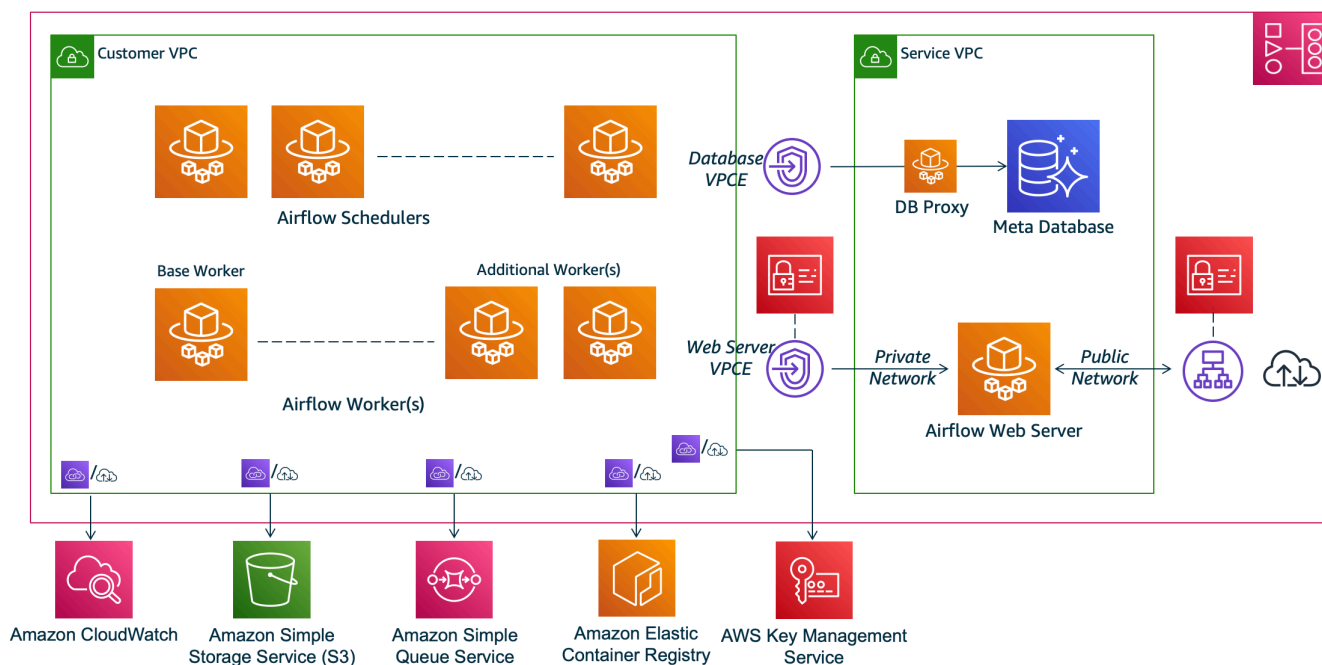 Customer VPC
Service VPC
Database
VPCE
DB Proxy
Meta Database
Airflow Schedulers
Base Worker
Additional Worker(s)
Web Server
VPCE
Private
Network
Public
Network
Airflow Worker(s)
Airflow Web Server
/
/
/
/
/
Amazon CloudWatch
Amazon Simple
Storage Service (S3)
Amazon Simple
Queue Service
Amazon Elastic
Container Registry
AWS Key Management
Service